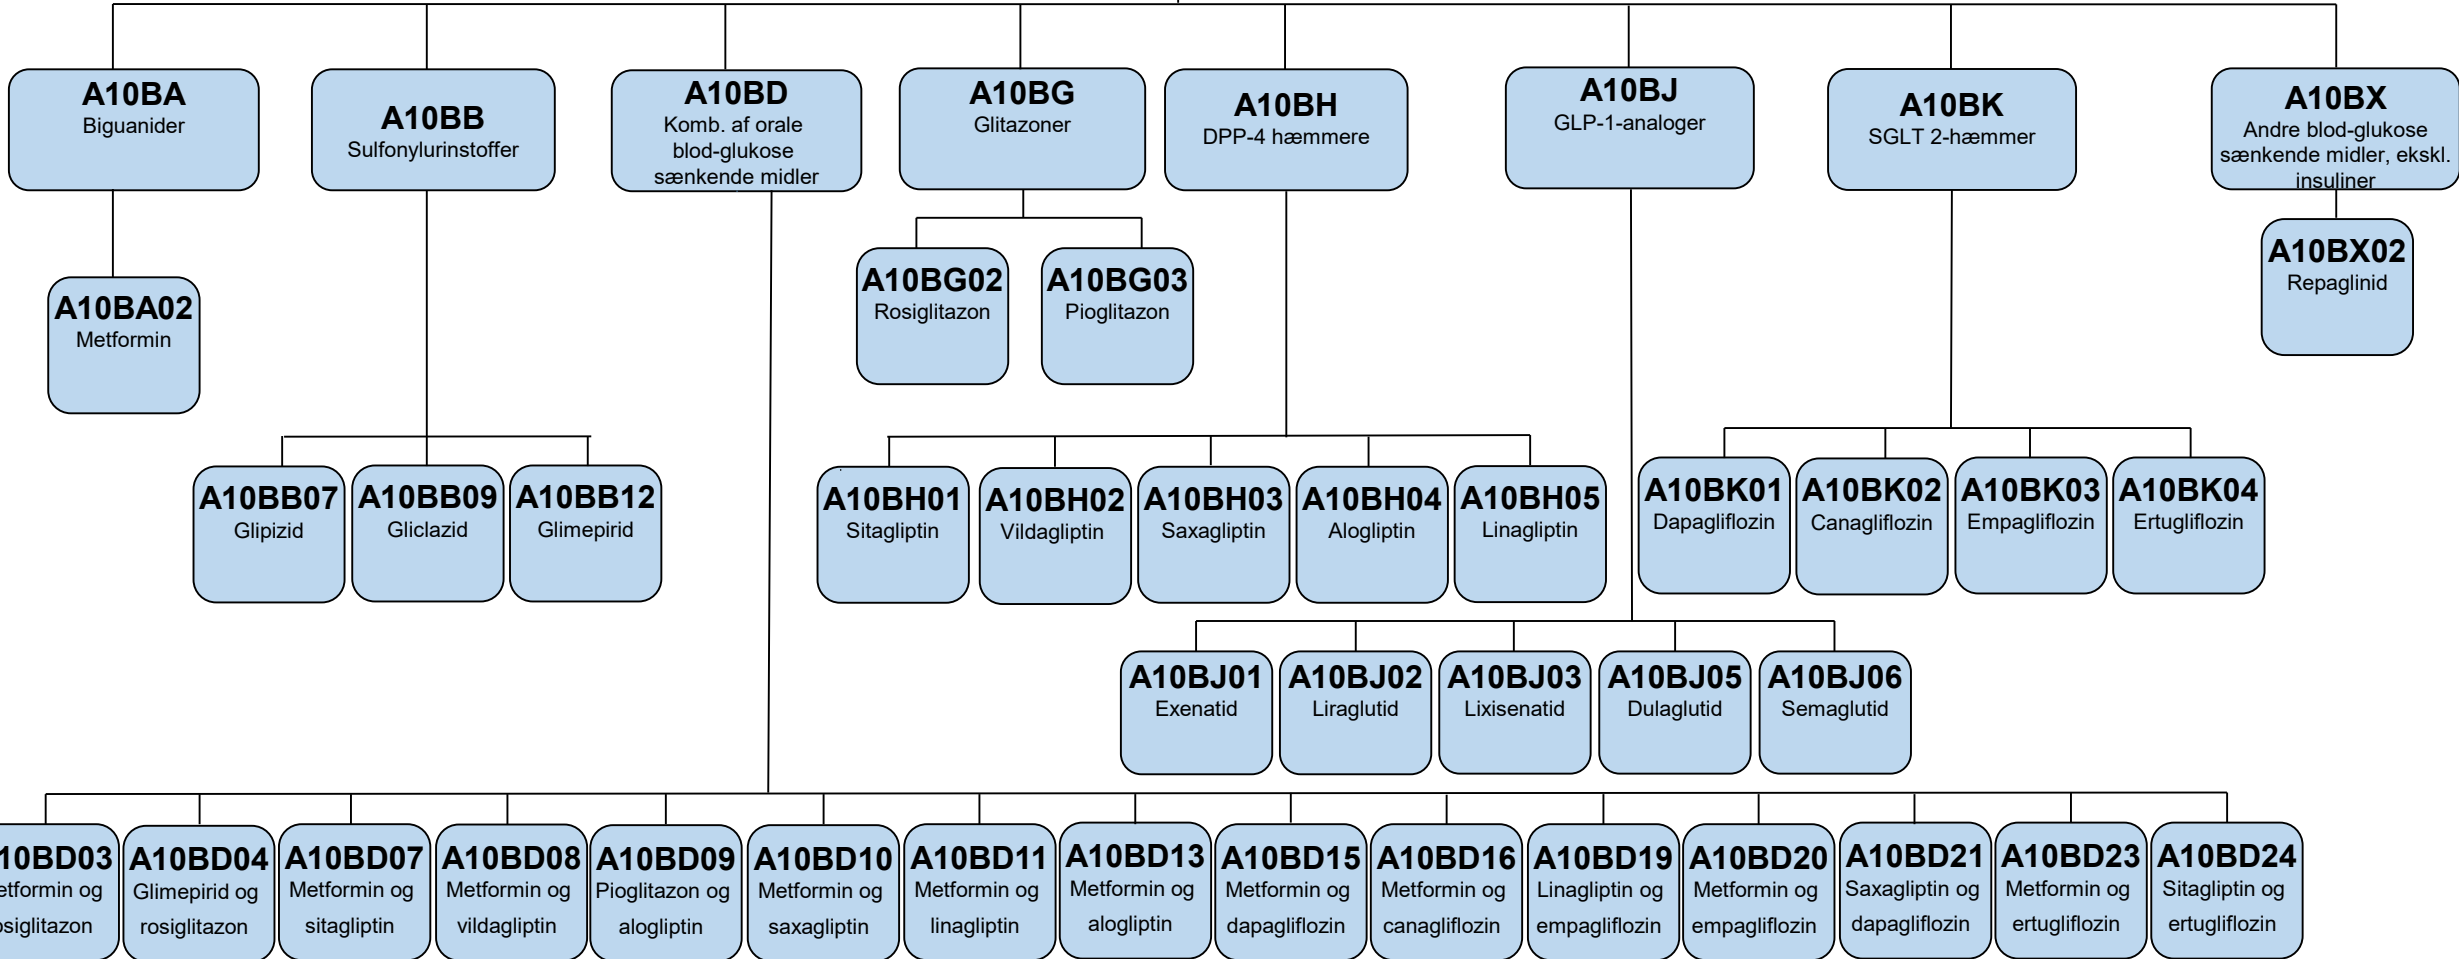 A10BA
Biguanider
A10BB
Sulfonylurinstoffer
A10BD
Komb. af orale
blod-glukose
sænkende midler
A10BG
Glitazoner
A10BH
DPP-4 hæmmere
A10BJ
GLP-1-analoger
A10BK
SGLT 2-hæmmer
A10BX
Andre blod-glukose
sænkende midler, ekskl.
insuliner
A10BA02
Metformin
A10BG02
Rosiglitazon
A10BG03
Pioglitazon
A10BX02
Repaglinid
A10BB07
Glipizid
A10BB09
Gliclazid
A10BB12
Glimepirid
A10BH01
Sitagliptin
A10BH02
Vildagliptin
A10BH03
Saxagliptin
A10BH04
Alogliptin
A10BH05
Linagliptin
A10BK01
Dapagliflozin
A10BK02
Canagliflozin
A10BK03
Empagliflozin
A10BK04
Ertugliflozin
A10BJ01
Exenatid
A10BJ02
Liraglutid
A10BJ03
Lixisenatid
A10BJ05
Dulaglutid
A10BJ06
Semaglutid
10BD03
etformin og
osiglitazon
A10BD04
Glimepirid og
rosiglitazon
A10BD07
Metformin og
sitagliptin
A10BD08
Metformin og
vildagliptin
A10BD09
Pioglitazon og
alogliptin
A10BD10
Metformin og
saxagliptin
A10BD11
Metformin og
linagliptin
A10BD13
Metformin og
alogliptin
A10BD15
Metformin og
dapagliflozin
A10BD16
Metformin og
canagliflozin
A10BD19
Linagliptin og
empagliflozin
A10BD20
Metformin og
empagliflozin
A10BD21
Saxagliptin og
dapagliflozin
A10BD23
Metformin og
ertugliflozin
A10BD24
Sitagliptin og
ertugliflozin